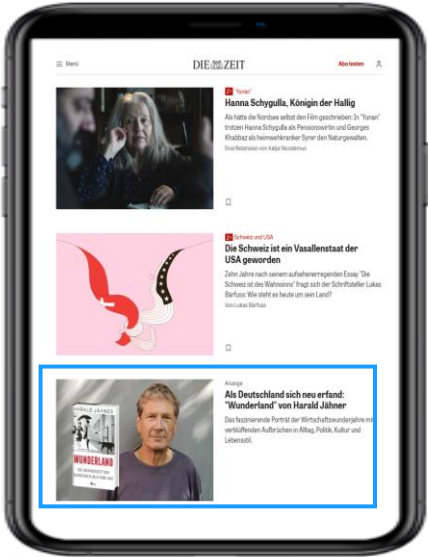 Menü
DIE ZEIT
Abo testen
"Yunan"
Hanna Schygulla, Königin der Hallig
Als hätte die Nordsee selbst den Film geschrieben: In "Yunan"
trotzen Hanna Schygulla als Pensionswirtin und Georges
Khabbaz als heimwehkranker Syrer den Naturgewalten.
Eine Rezension von Katja Nicodemus
Schweiz und USA
Die Schweiz ist ein Vasallenstaat der
USA geworden
Zehn Jahre nach seinem aufsehenerregenden Essay "Die
Schweiz ist des Wahnsinns" fragt sich der Schriftsteller Lukas
Bärfuss: Wie steht es heute um sein Land?
Von Lukas Bärfuss
Anzeige
Als Deutschland sich neu erfand:
"Wunderland" von Harald Jähner
Das faszinierende Porträt der Wirtschaftswunderjahre mit
verblüffenden Aufbrüchen in Alltag, Politik, Kultur und
Lebensstil.
HARALD JÄHNER
WUNDERLAND